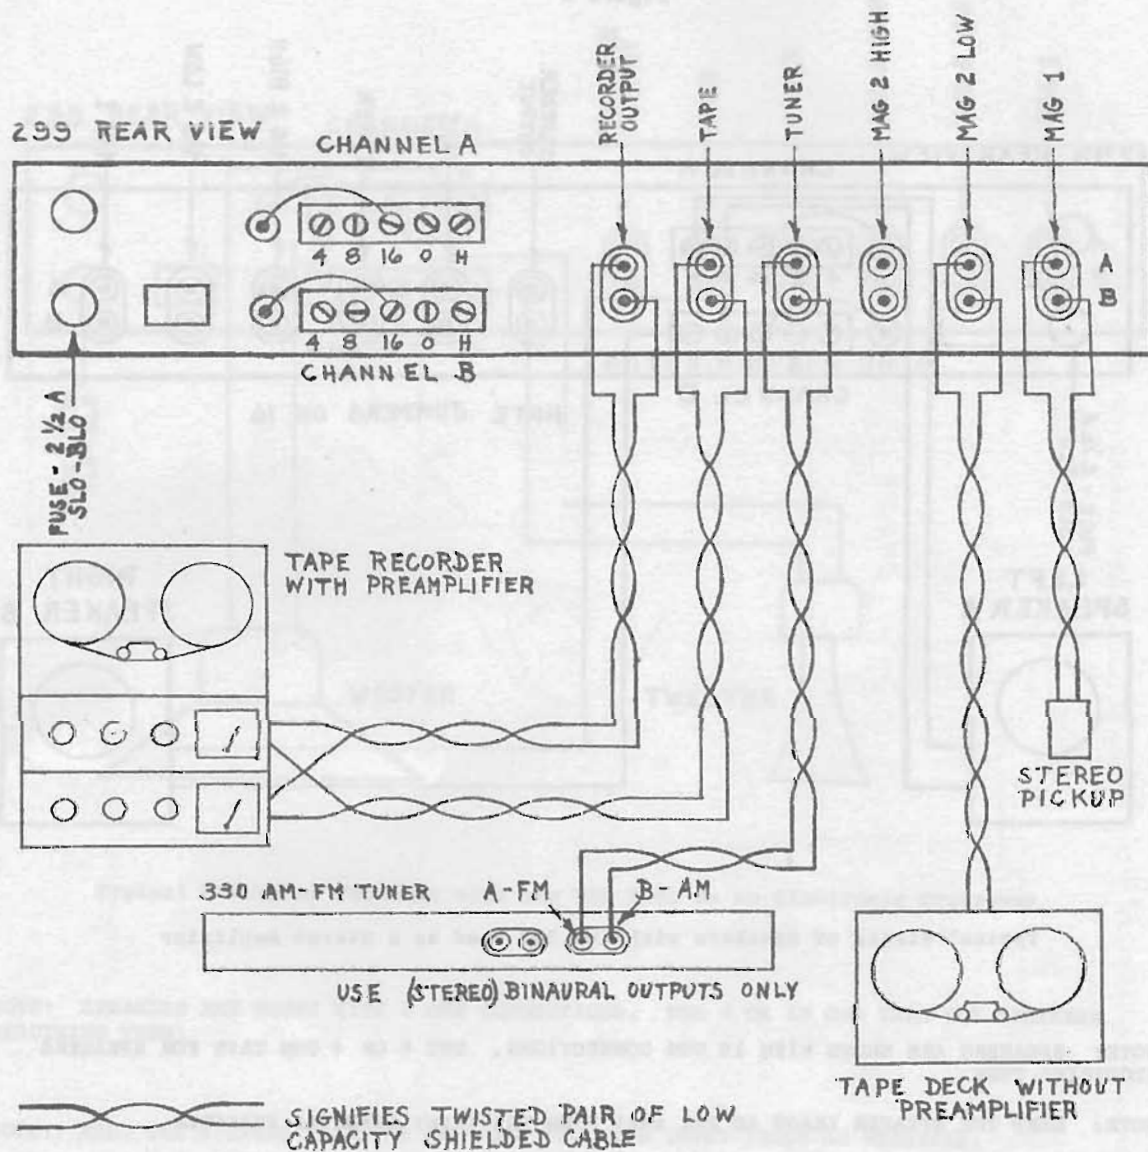 RECORDER
OUTPUT
TAPE
TUNER
MAG 2 HIGH
MAG 2 LOW
MAG 1
299 REAR VIEW
CHANNEL A
4 8 16 0 H
A
B
4 8 16 0 H
CHANNEL B
FUSE - 2 1/2 A
SLO-BLO
TAPE RECORDER
WITH PREAMPLIFIER
STEREO
PICKUP
330 AM-FM TUNER
A-FM
B-AM
USE (STEREO) BINAURAL OUTPUTS ONLY
TAPE DECK WITHOUT
PREAMPLIFIER
SIGNIFIES TWISTED PAIR OF LOW
CAPACITY SHIELDED CABLE